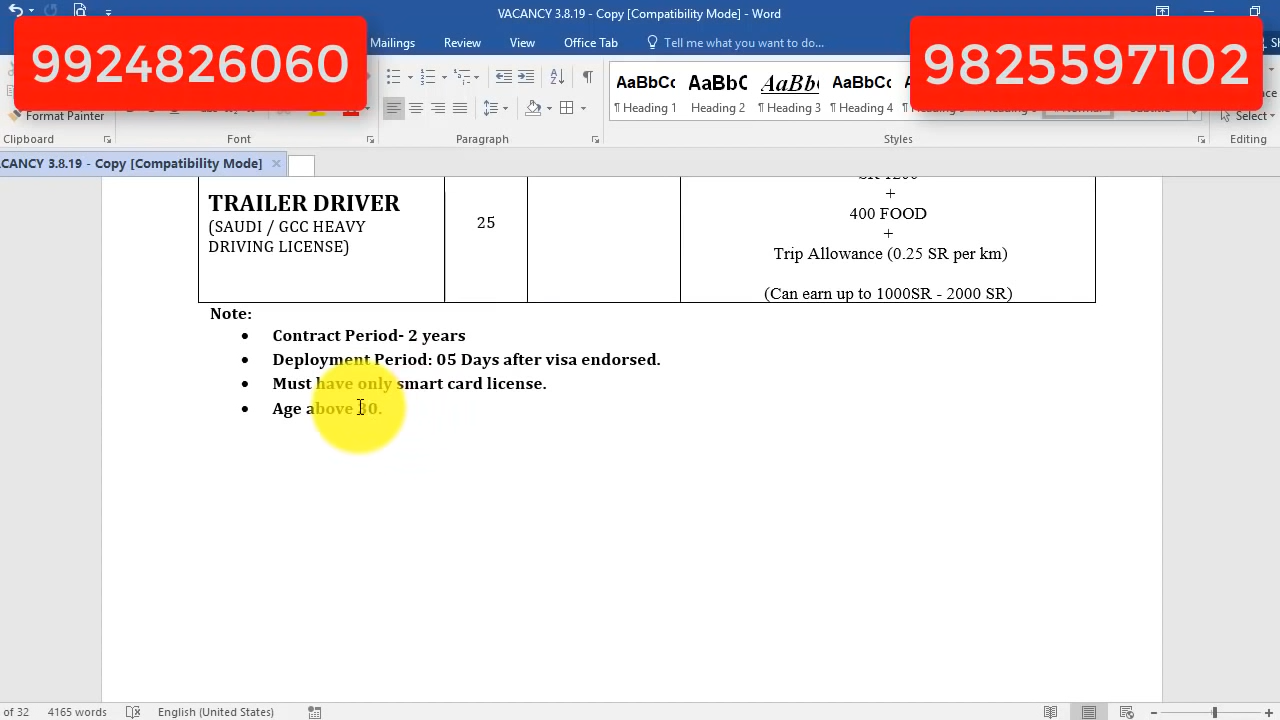 VACANCY 3.8.19 - Copy [Compatibility Mode] - Word
9924826060
9825597102
Mailings Review View Office Tab Tell me what you want to do...
AaBbCc AaBbC AaBb( AaBbCc
¶ Heading 1 ¶ Heading 2 ¶ Heading 3 ¶ Heading 4
Format Painter
Select
Clipboard Font Paragraph Styles Editing
CANCY 3.8.19 - Copy [Compatibility Mode]
TRAILER DRIVER
(SAUDI / GCC HEAVY
DRIVING LICENSE)
25
SR 1200
+
400 FOOD
+
Trip Allowance (0.25 SR per km)
(Can earn up to 1000SR - 2000 SR)
Note:
• Contract Period- 2 years
• Deployment Period: 05 Days after visa endorsed.
• Must have only smart card license.
• Age above 30.
of 32 4165 words English (United States)